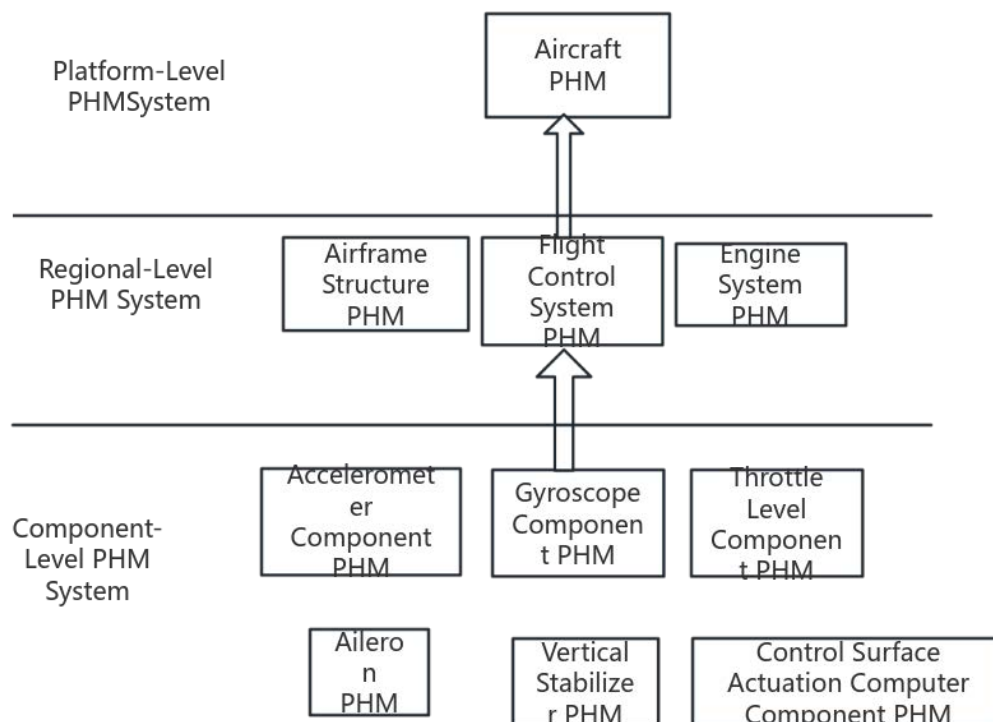 Platform-Level
PHMSystem
Aircraft
PHM
Regional-Level
PHM System
Airframe
Structure
PHM
Flight
Control
System
PHM
Engine
System
PHM
Component-
Level PHM
System
Acceleromet
er
Component
PHM
Gyroscope
Componen
t PHM
Throttle
Level
Componen
t PHM
Ailero
n
PHM
Vertical
Stabilize
r PHM
Control Surface
Actuation Computer
Component PHM